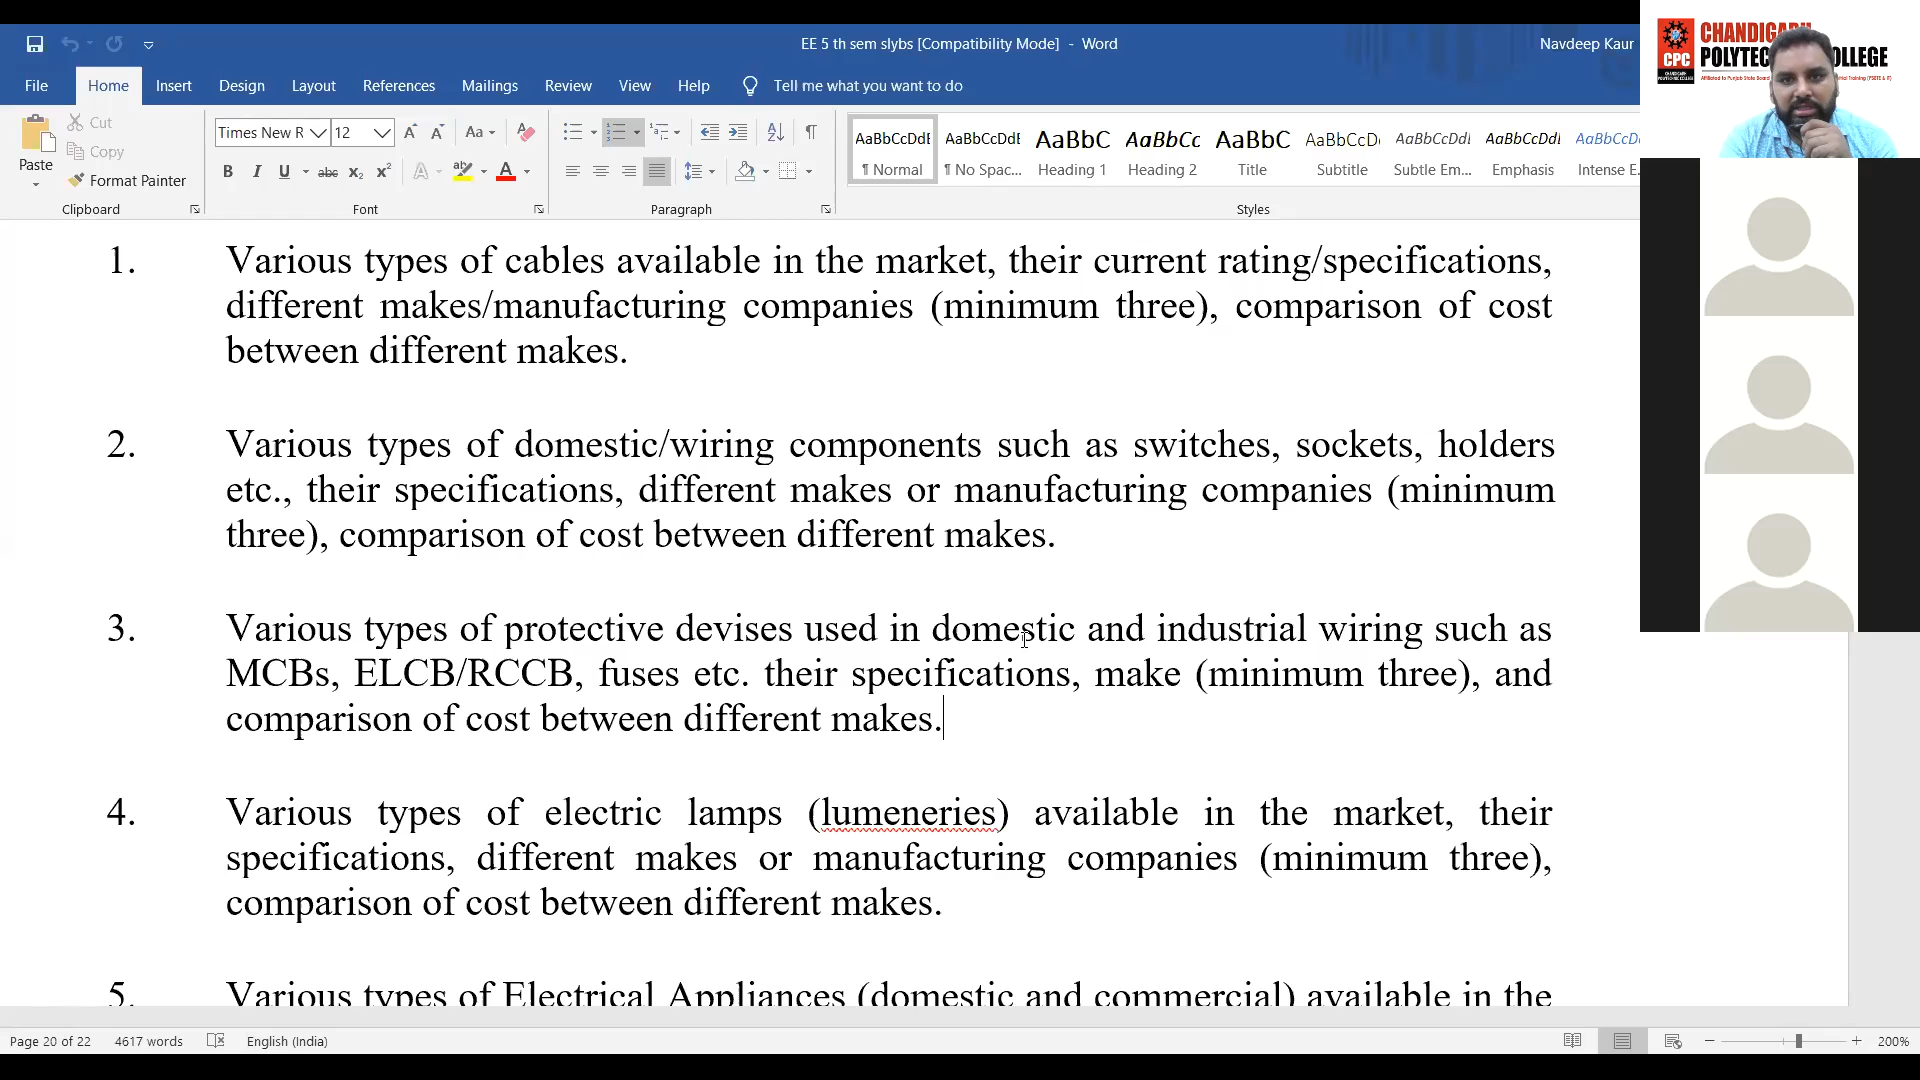 EE 5 th sem slybs [Compatibility Mode] - Word
Navdeep Kaur
File Home Insert Design Layout References Mailings Review View Help Tell me what you want to do
Paste
Cut
Copy
Format Painter
Clipboard
Times New R 12
Aa
B I U abc x₂ x² A A
Font
Paragraph
AaBbCcDdE AaBbCcDdE AaBbC AaBbCc AaBbC AaBbCcD AaBbCcDdI AaBbCcDdI AaBbCcDdI
¶ Normal ¶ No Spac... Heading 1 Heading 2 Title Subtitle Subtle Em... Emphasis Intense E.
Styles
CHANDIGARH
POLYTEC LLEGE
CPC
1. Various types of cables available in the market, their current rating/specifications,
different makes/manufacturing companies (minimum three), comparison of cost
between different makes.
2. Various types of domestic/wiring components such as switches, sockets, holders
etc., their specifications, different makes or manufacturing companies (minimum
three), comparison of cost between different makes.
3. Various types of protective devises used in domestic and industrial wiring such as
MCBs, ELCB/RCCB, fuses etc. their specifications, make (minimum three), and
comparison of cost between different makes.
4. Various types of electric lamps (lumeneries) available in the market, their
specifications, different makes or manufacturing companies (minimum three),
comparison of cost between different makes.
5. Various types of Electrical Appliances (domestic and commercial) available in the
Page 20 of 22 4617 words English (India) 200%